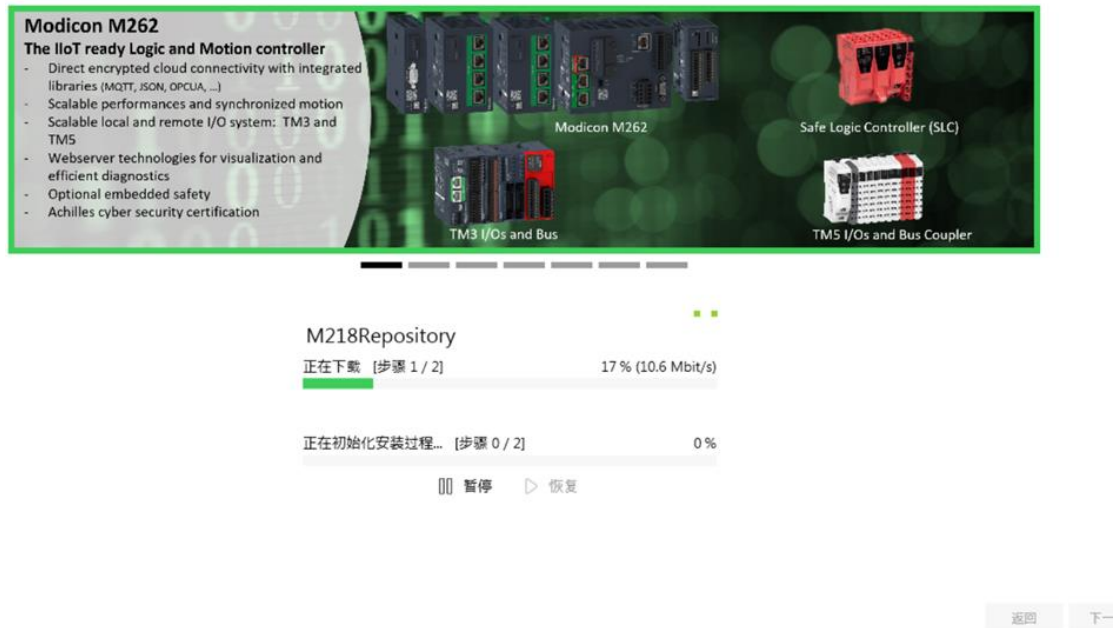 Modicon M262
The IIoT ready Logic and Motion controller
- Direct encrypted cloud connectivity with integrated
libraries (MQTT, JSON, OPCUA, ...)
- Scalable performances and synchronized motion
- Scalable local and remote I/O system: TM3 and
TM5
- Webserver technologies for visualization and
efficient diagnostics
- Optional embedded safety
- Achilles cyber security certification
Modicon M262
Safe Logic Controller (SLC)
TM3 I/Os and Bus
TM5 I/Os and Bus Coupler
M218Repository
正在下载 [步骤 1 / 2] 17 % (10.6 Mbit/s)
正在初始化安装过程... [步骤 0 / 2] 0 %
暂停 恢复
返回 下一